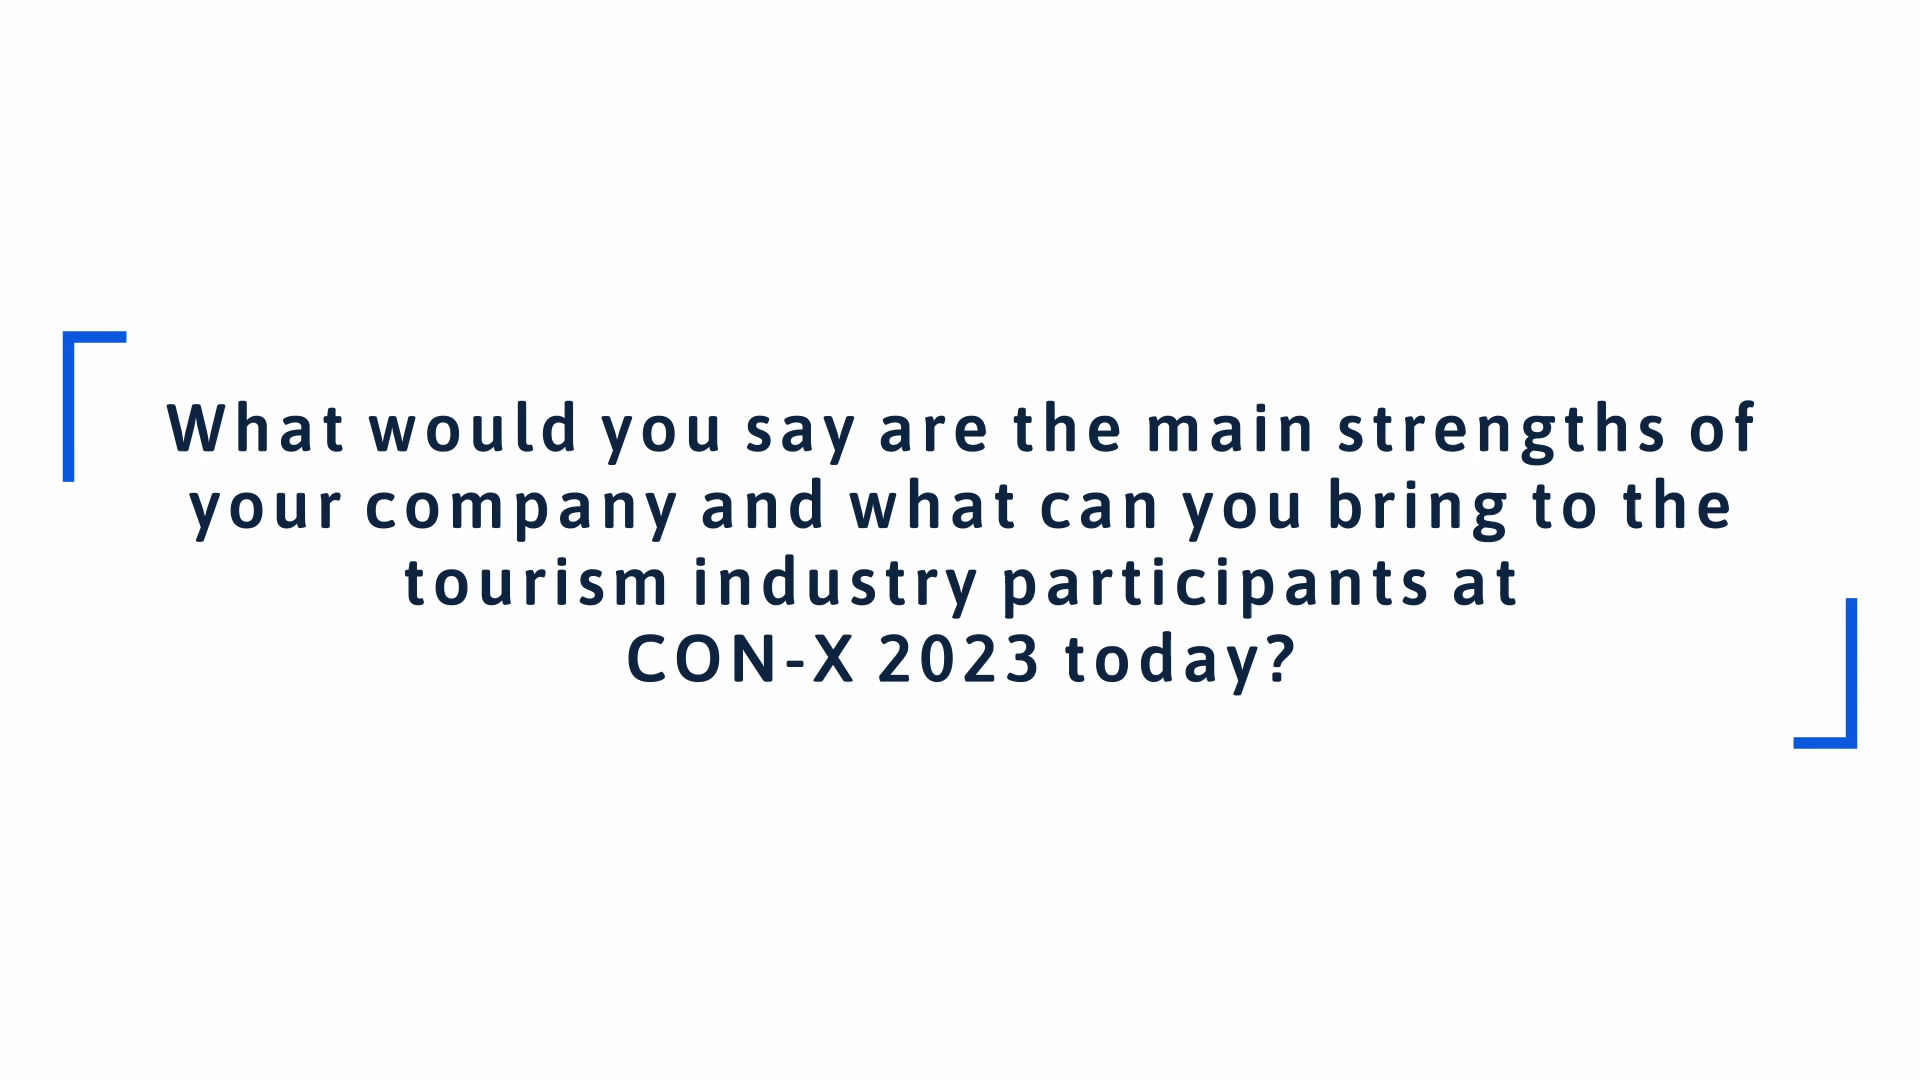 What would you say are the main strengths of
your company and what can you bring to the
tourism industry participants at
CON-X 2023 today?